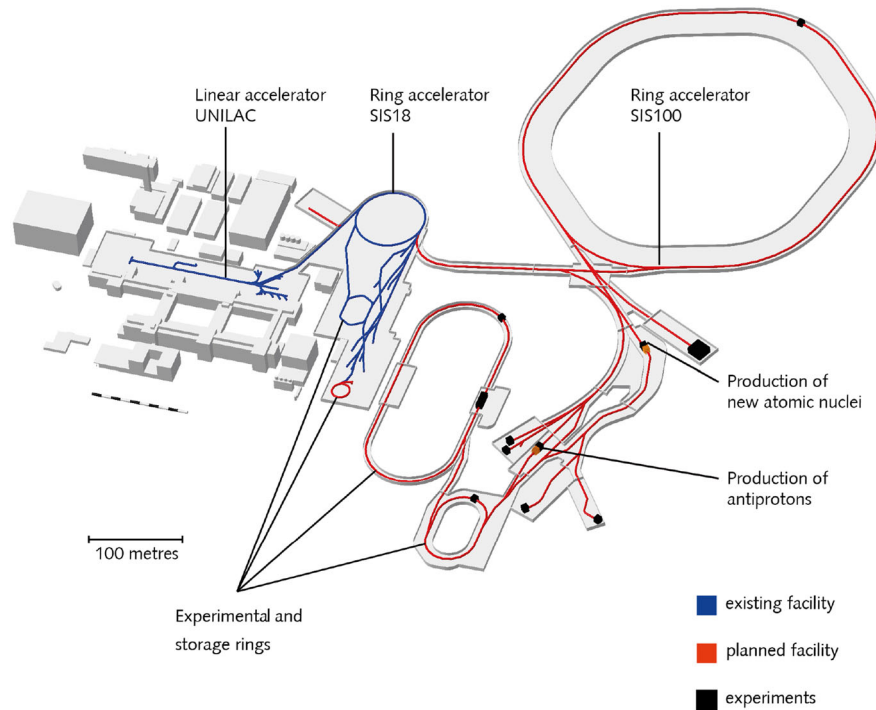 Linear accelerator
UNILAC
Ring accelerator
SIS18
Ring accelerator
SIS100
Production of
new atomic nuclei
Production of
antiprotons
100 metres
Experimental and
storage rings
existing facility
planned facility
experiments